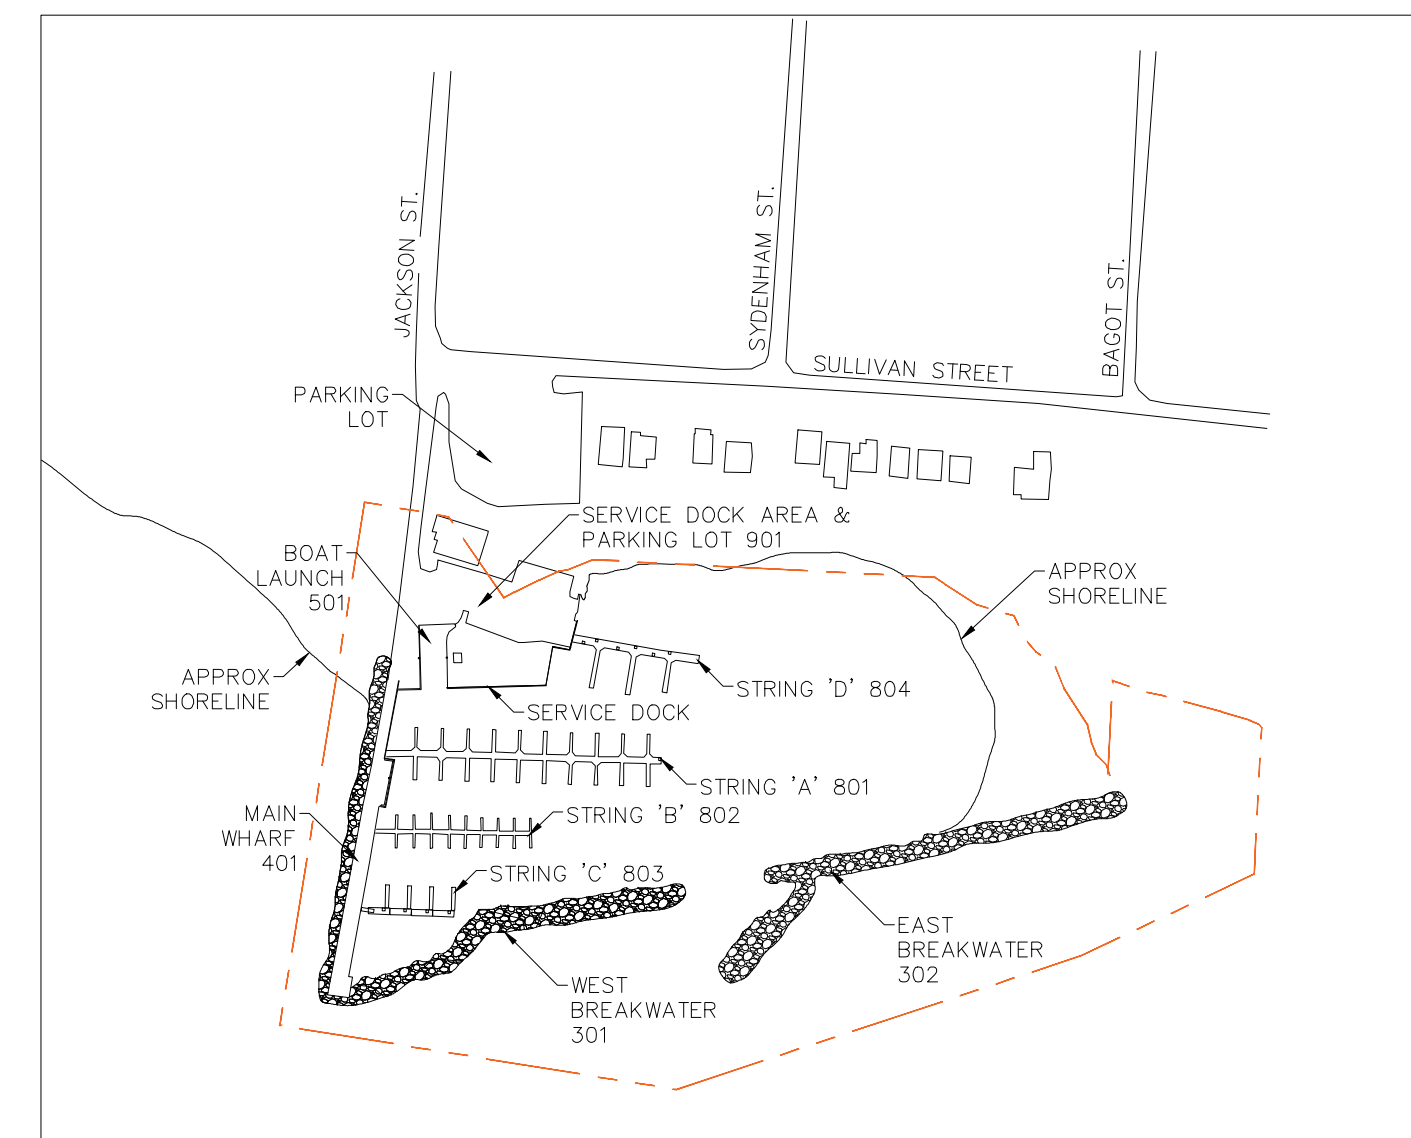 JACKSON ST.
SYDENHAM ST.
BAGOT ST.
SULLIVAN STREET
PARKING
LOT
SERVICE DOCK AREA &
PARKING LOT 901
BOAT
LAUNCH
501
APPROX
SHORELINE
APPROX
SHORELINE
STRING 'D' 804
SERVICE DOCK
STRING 'A' 801
MAIN
WHARF
401
STRING 'B' 802
STRING 'C' 803
EAST
BREAKWATER
302
WEST
BREAKWATER
301